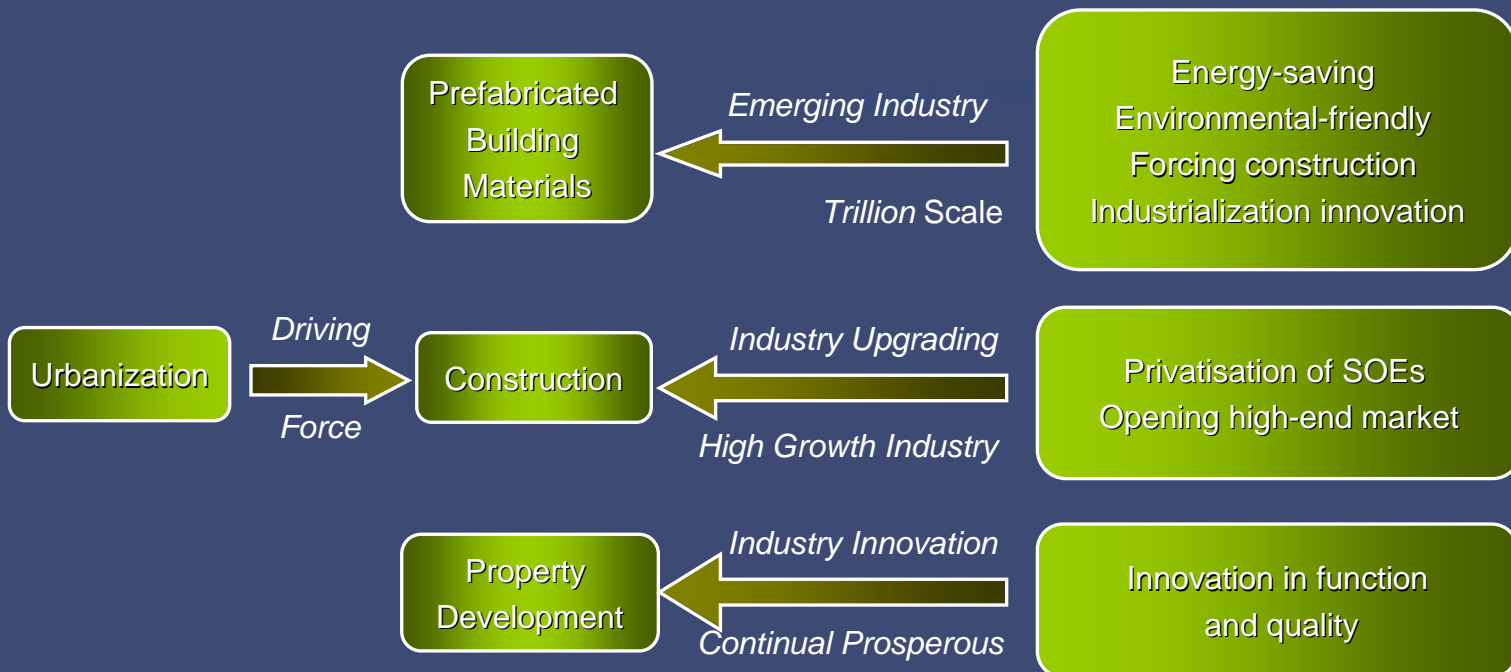 Prefabricated
Building
Materials
Emerging Industry
Trillion Scale
Energy-saving
Environmental-friendly
Forcing construction
Industrialization innovation
Urbanization
Driving
Force
Construction
Industry Upgrading
High Growth Industry
Privatisation of SOEs
Opening high-end market
Property
Development
Industry Innovation
Continual Prosperous
Innovation in function
and quality